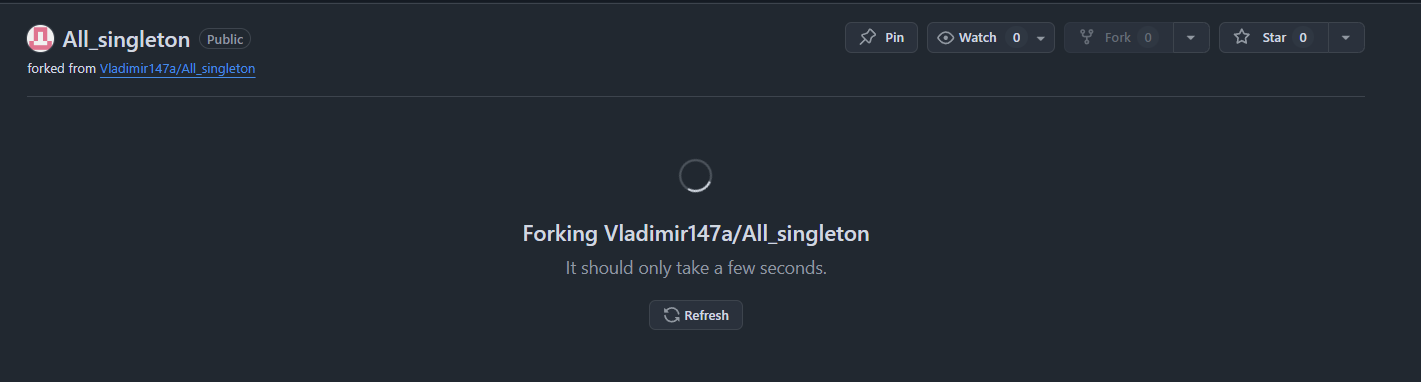 All_singleton Public Pin Watch 0 Fork 0 Star 0
forked from Vladimir147a/All_singleton
Forking Vladimir147a/All_singleton
It should only take a few seconds.
Refresh